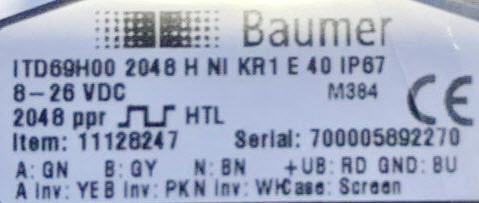 Baumer
ITD69H00 2048 H NI KR1 E 40 IP67
8-26 VDC M384
CE
2048 ppr HTL
Item: 11128247 Serial: 700005892270
A: GN B: GY N: BN +UB: RD GND: BU
A Inv: YE B Inv: PK N Inv: WH Case: Screen